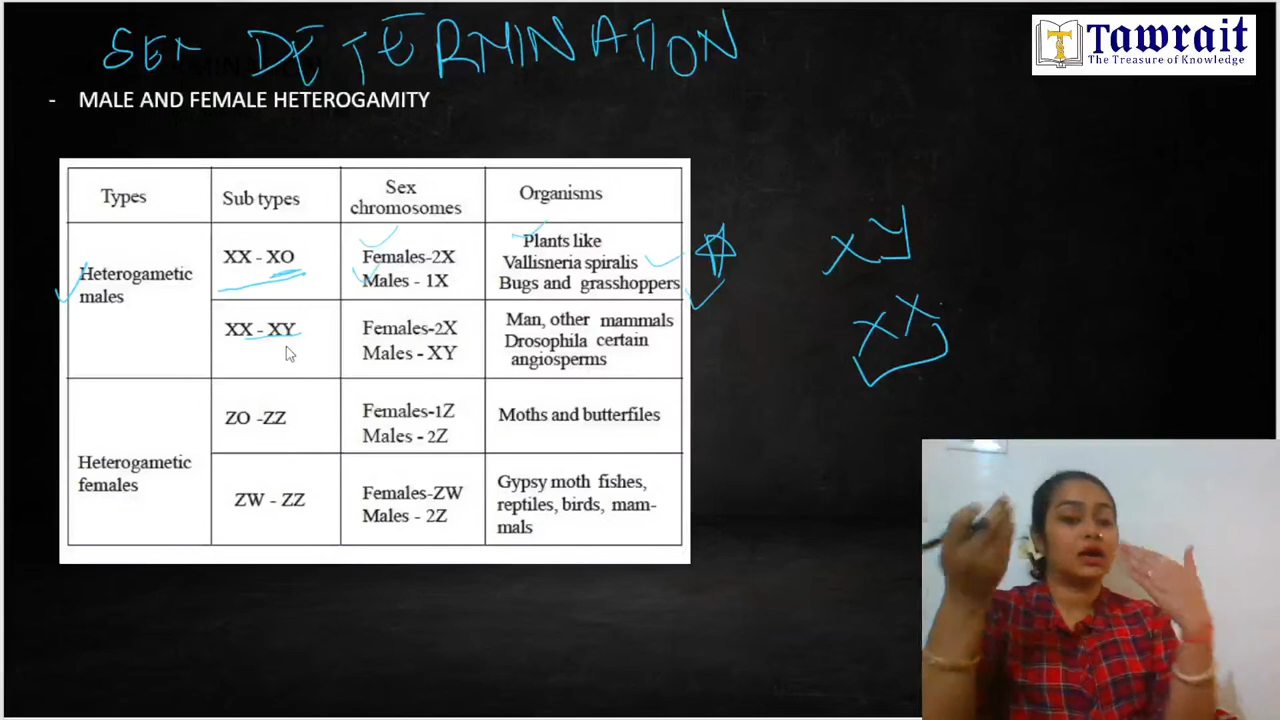 SEX DETERMINATION
Tawrait
The Treasure of Knowledge
- MALE AND FEMALE HETEROGAMITY
Types
Sub types
Sex
chromosomes
Organisms
Heterogametic
males
XX - XO
Females-2X
Males - 1X
Plants like
Vallisneria spiralis
Bugs and grasshoppers
XX - XY
Females-2X
Males - XY
Man, other mammals
Drosophila certain
angiosperms
Heterogametic
females
ZO -ZZ
Females-1Z
Males - 2Z
Moths and butterfiles
ZW - ZZ
Females-ZW
Males - 2Z
Gypsy moth fishes,
reptiles, birds, mam-
mals
XY
XX